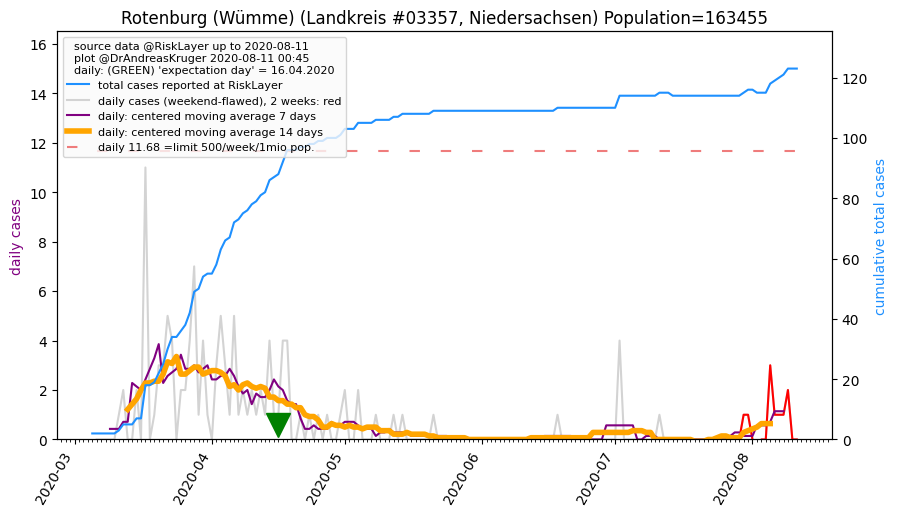 Rotenburg (Wümme) (Landkreis #03357, Niedersachsen) Population=163455
source data @RiskLayer up to 2020-08-11
plot @DrAndreasKruger 2020-08-11 00:45
daily: (GREEN) 'expectation day' = 16.04.2020
total cases reported at RiskLayer
daily cases (weekend-flawed), 2 weeks: red
daily: centered moving average 7 days
daily: centered moving average 14 days
daily 11.68 =limit 500/week/1mio pop.
daily cases
16
14
12
10
8
6
4
2
0
cumulative total cases
120
100
80
60
40
20
0
2020-03
2020-04
2020-05
2020-06
2020-07
2020-08